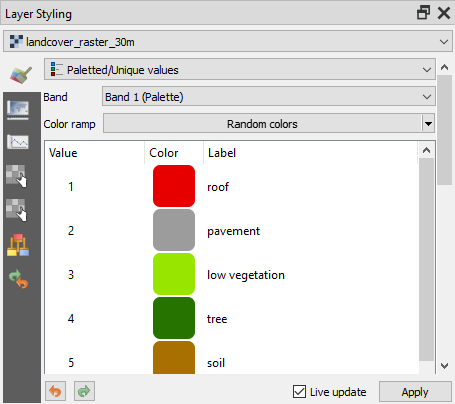 Layer Styling
landcover_raster_30m
Paletted/Unique values
Band Band 1 (Palette)
Color ramp Random colors
Value Color Label
1 roof
2 pavement
3 low vegetation
4 tree
5 soil
Live update Apply